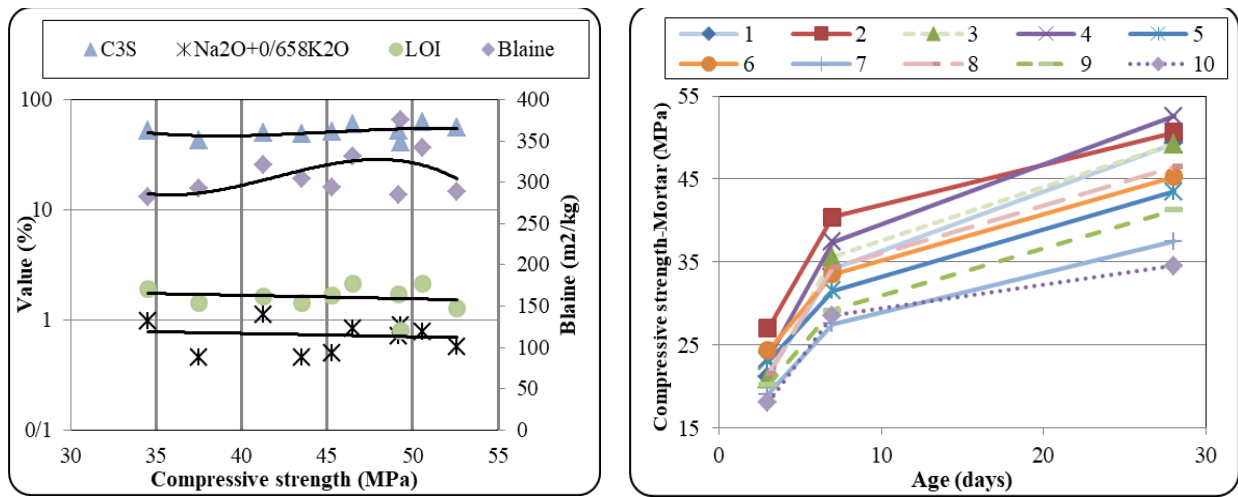 C3S Na2O+0/658K2O LOI Blaine
100
10
1
0/1
Value (%)
400
350
300
250
200
150
100
50
0
Blaine (m2/kg)
30 35 40 45 50 55
Compressive strength (MPa)
1 2 3 4 5
6 7 8 9 10
55
45
35
25
15
Compressive strength-Mortar (MPa)
0 10 20 30
Age (days)